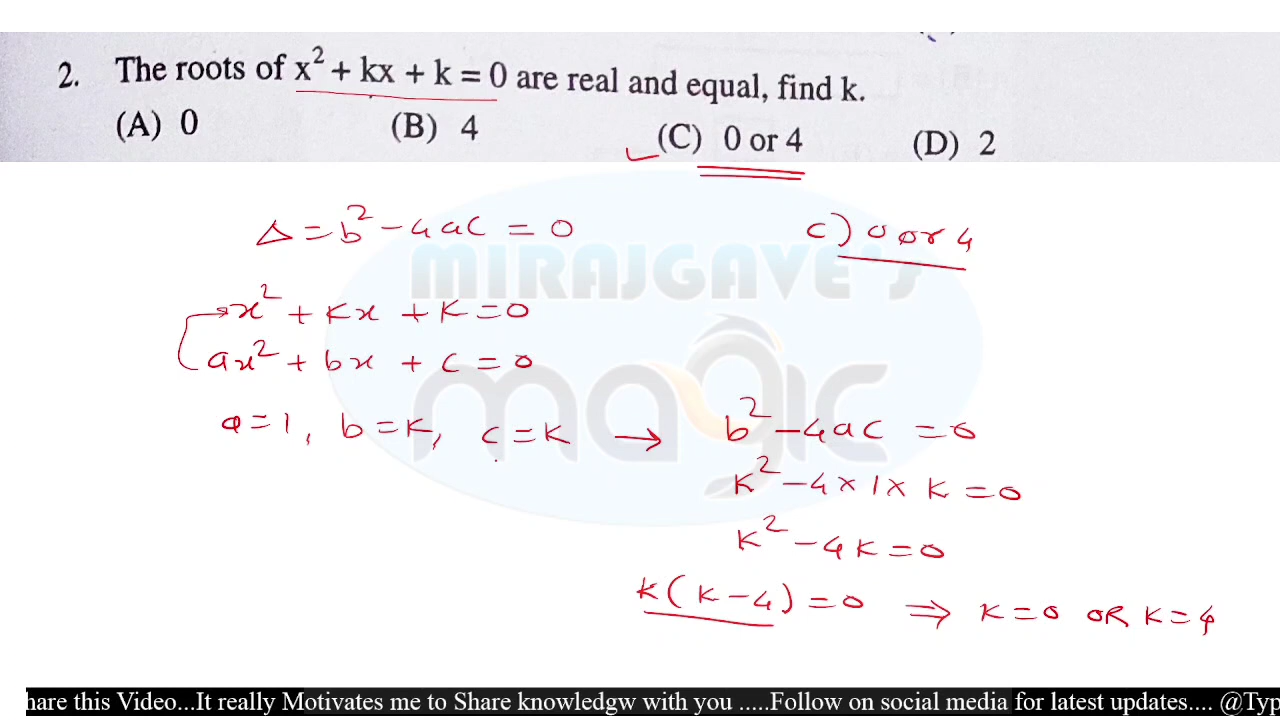 2. The roots of x² + kx + k = 0 are real and equal, find k.
(A) 0 (B) 4 (C) 0 or 4 (D) 2
Δ = b² - 4ac = 0
c) 0 or 4
MIRAJGAVE'S
x² + kx + k = 0
ax² + bx + c = 0
magic
a = 1, b = k, c = k → b² - 4ac = 0
k² - 4 × 1 × k = 0
k² - 4k = 0
k(k - 4) = 0 ⇒ k = 0 OR k = 4
hare this Video...It really Motivates me to Share knowledgw with you .....Follow on social media for latest updates.... @Typ